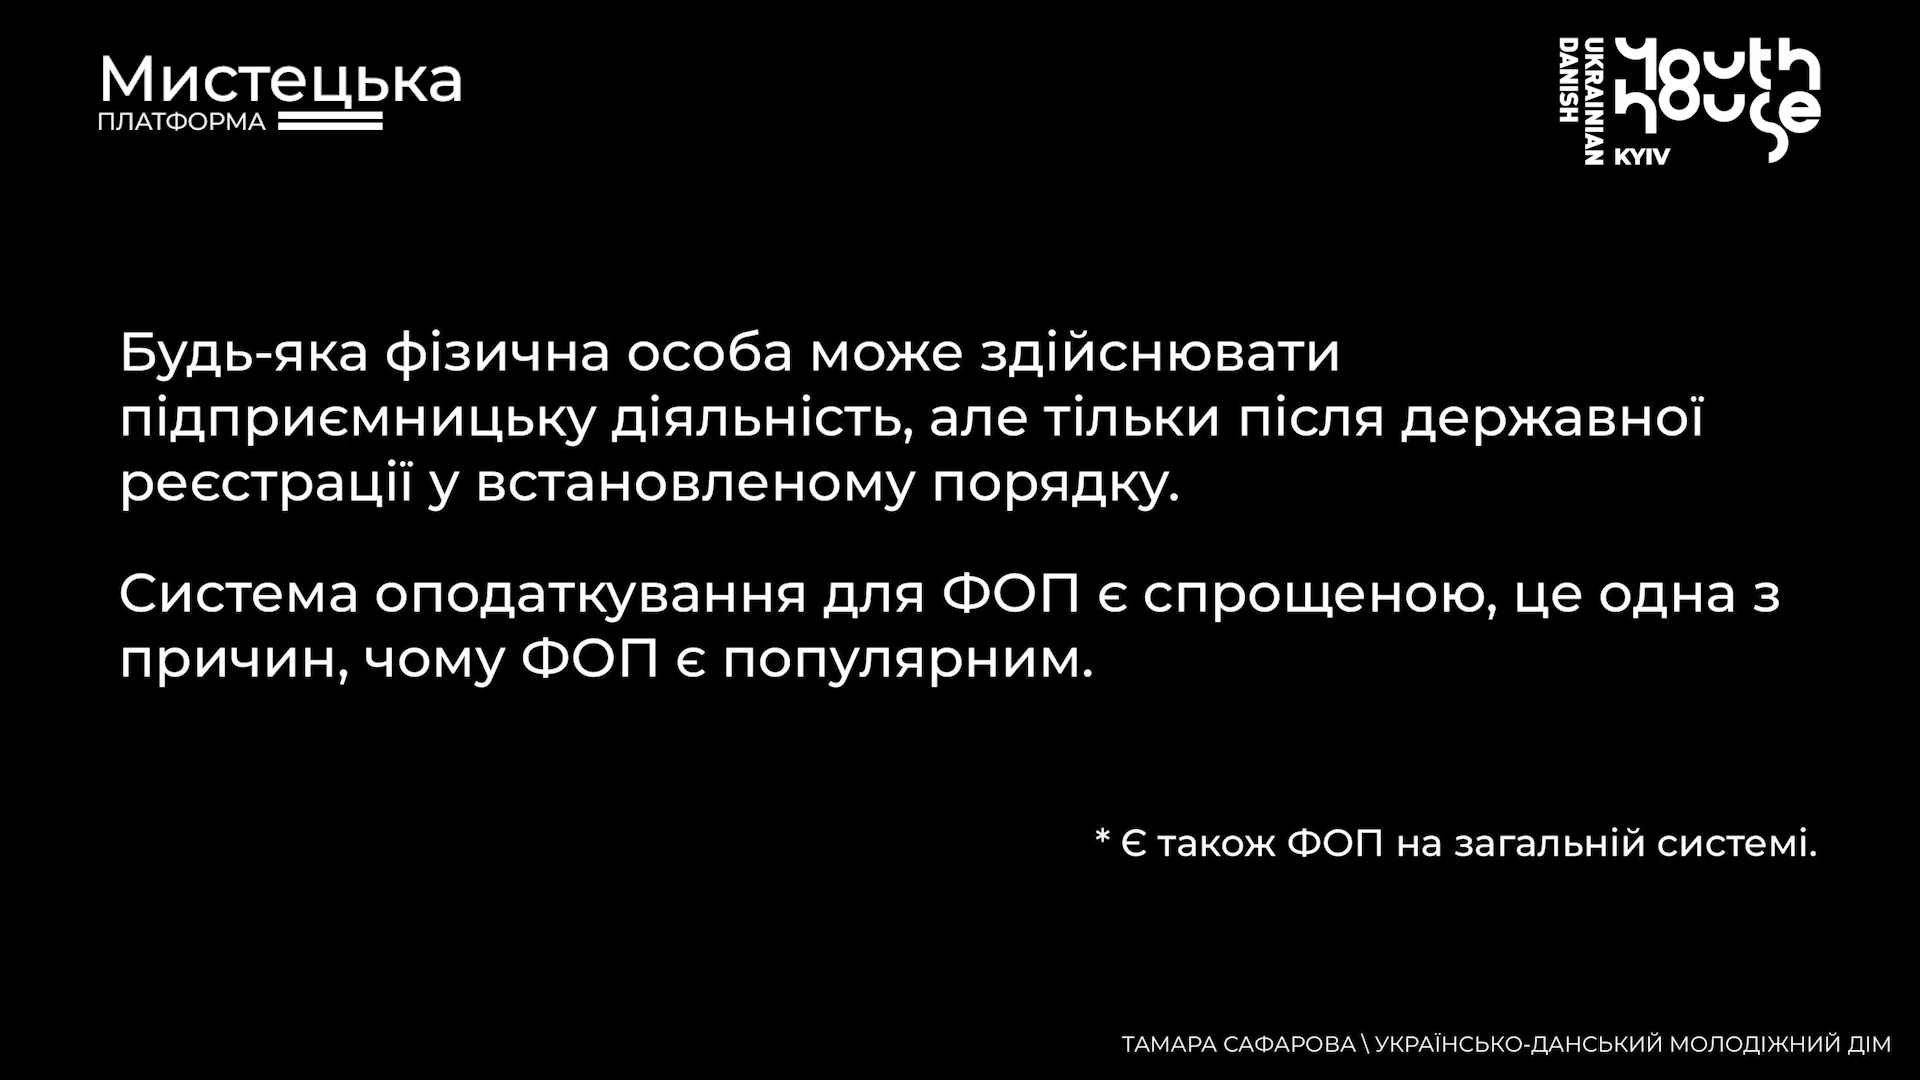 Мистецька
ПЛАТФОРМА
DANISH
UKRAINIAN
Youth
house
KYIV
Будь-яка фізична особа може здійснювати
підприємницьку діяльність, але тільки після державної
реєстрації у встановленому порядку.
Система оподаткування для ФОП є спрощеною, це одна з
причин, чому ФОП є популярним.
* Є також ФОП на загальній системі.
ТАМАРА САФАРОВА \ УКРАЇНСЬКО-ДАНСЬКИЙ МОЛОДІЖНИЙ ДІМ